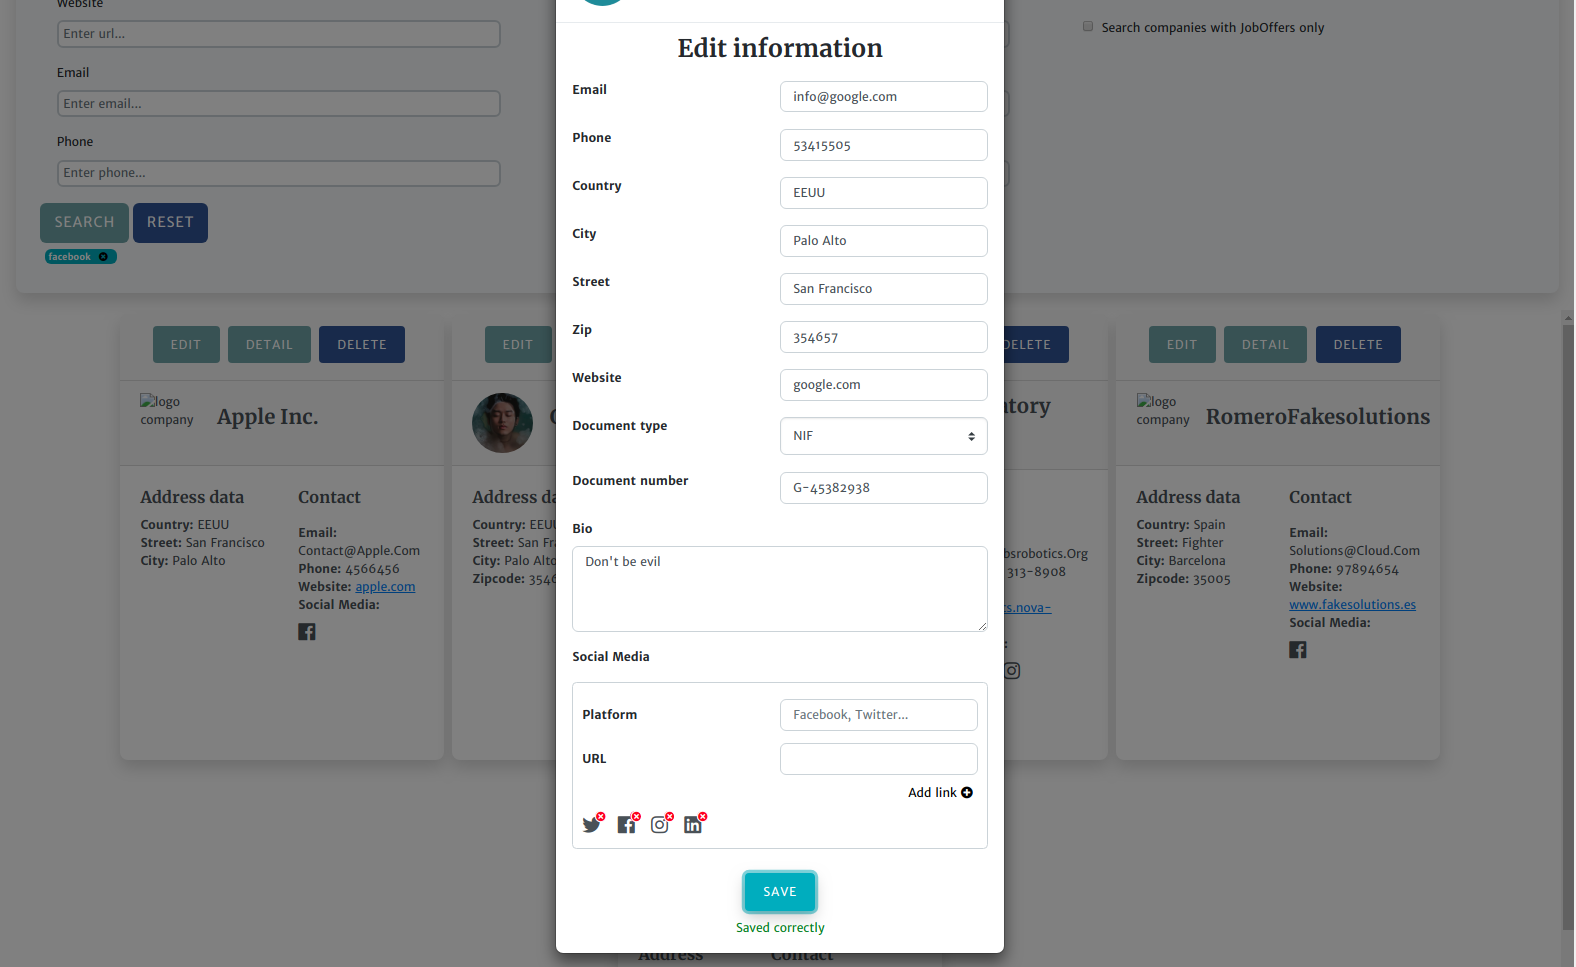 Website
Enter url...
Search companies with JobOffers only
Email
Enter email...
Phone
Enter phone...
SEARCH RESET
facebook
EDIT DETAIL DELETE
logo company
Apple Inc.
Address data
Country: EEUU
Street: San Francisco
City: Palo Alto
Contact
Email:
Contact@Apple.Com
Phone: 4566456
Website: apple.com
Social Media:
EDIT
Address da
Country: EEUU
Street: San Fr
City: Palo Alto
Zipcode: 3546
Edit information
Email
info@google.com
Phone
53415505
Country
EEUU
City
Palo Alto
Street
San Francisco
Zip
354657
Website
google.com
Document type
NIF
Document number
G-45382938
Bio
Don't be evil
Social Media
Platform
Facebook, Twitter...
URL
Add link
SAVE
Saved correctly
DELETE
atory
bsrobotics.Org
313-8908
ts.nova-
EDIT DETAIL DELETE
logo company
RomeroFakesolutions
Address data
Country: Spain
Street: Fighter
City: Barcelona
Zipcode: 35005
Contact
Email:
Solutions@Cloud.Com
Phone: 97894654
Website:
www.fakesolutions.es
Social Media:
Address Contact